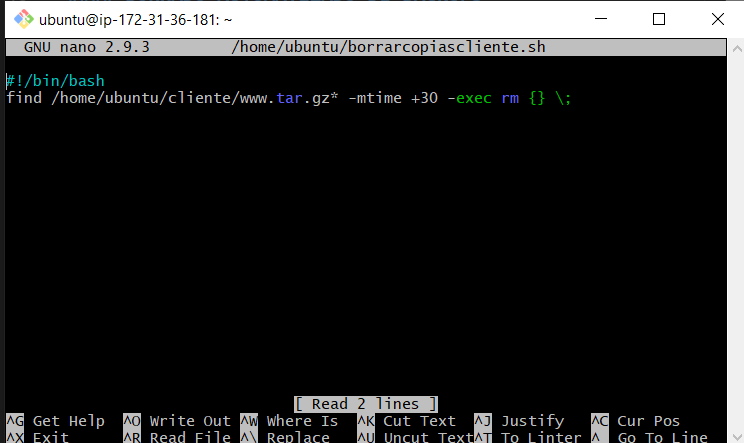 ubuntu@ip-172-31-36-181: ~
GNU nano 2.9.3 /home/ubuntu/borrarcopiascliente.sh
#!/bin/bash
find /home/ubuntu/cliente/www.tar.gz* -mtime +30 -exec rm {} \;
[ Read 2 lines ]
^G Get Help ^O Write Out ^W Where Is ^K Cut Text ^J Justify ^C Cur Pos
^X Exit ^R Read File ^\ Replace ^U Uncut Text^T To Linter ^_ Go To Line